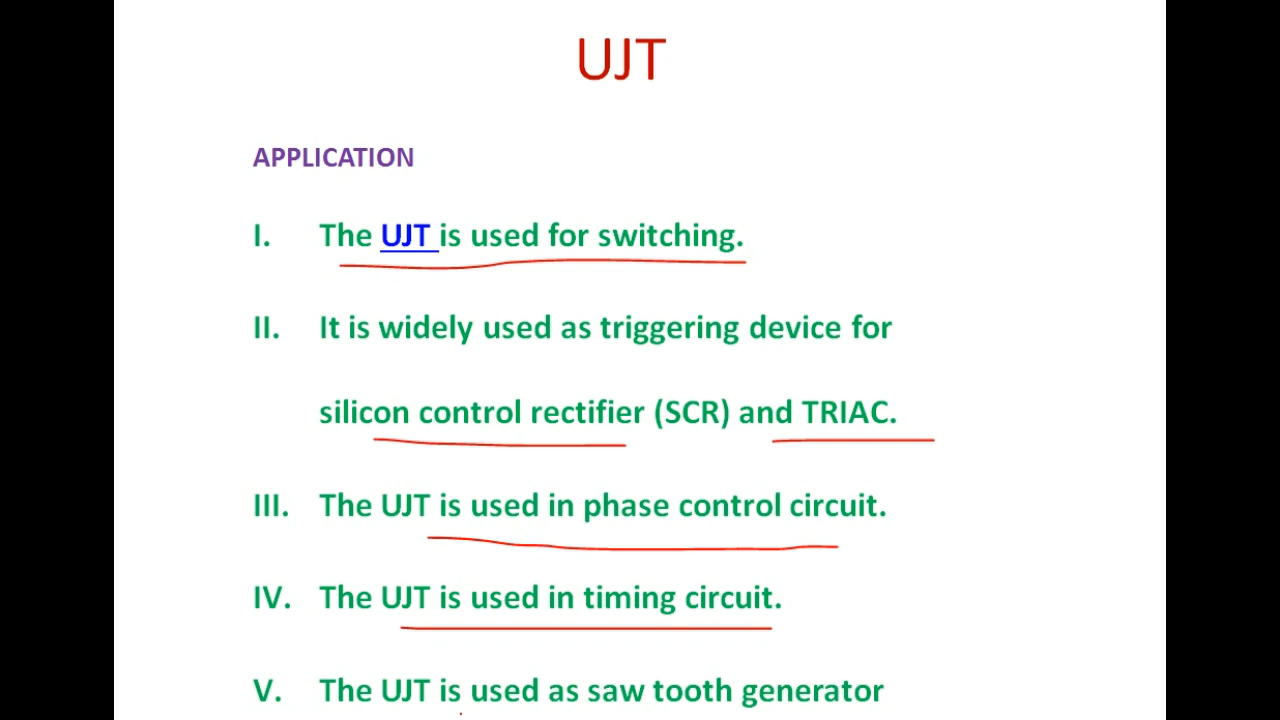 UJT
APPLICATION
I. The UJT is used for switching.
II. It is widely used as triggering device for
silicon control rectifier (SCR) and TRIAC.
III. The UJT is used in phase control circuit.
IV. The UJT is used in timing circuit.
V. The UJT is used as saw tooth generator